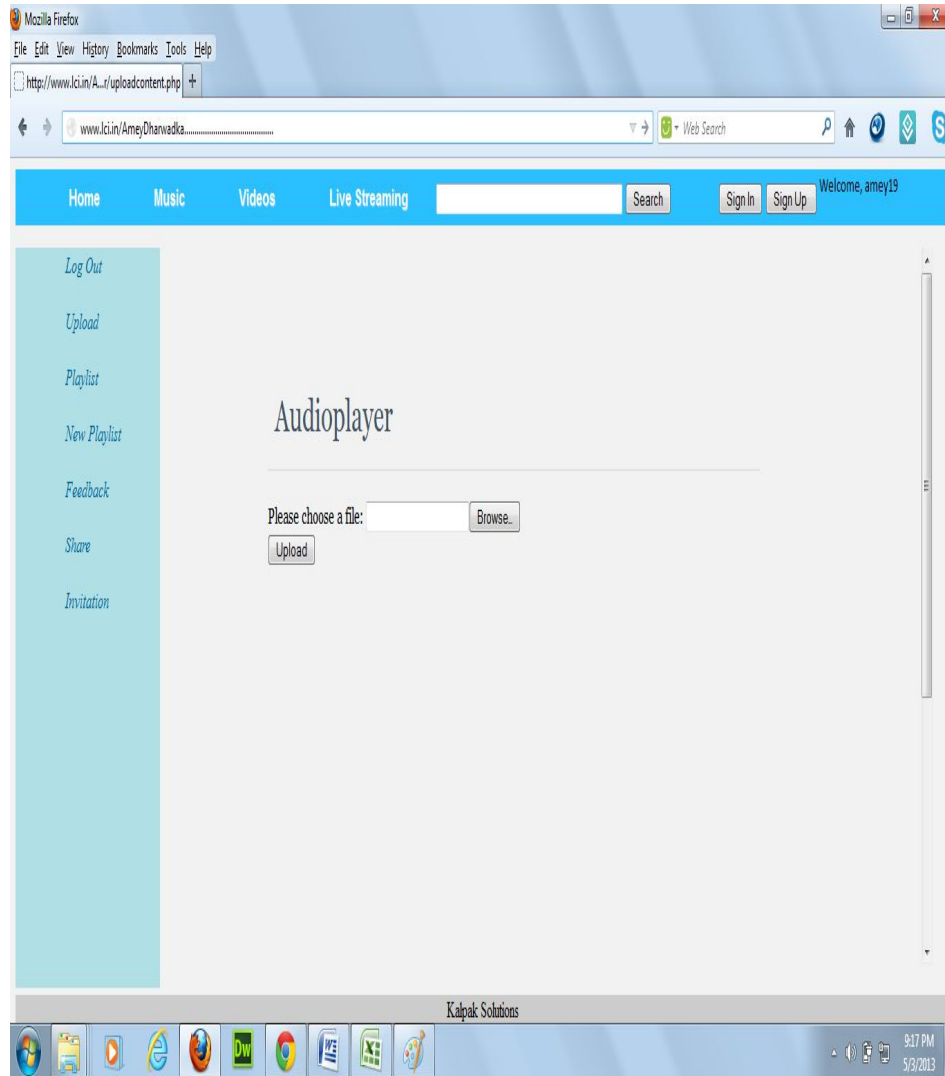 Mozilla Firefox
File Edit View History Bookmarks Tools Help
http://www.lci.in/A...r/uploadcontent.php +
www.lci.in/AmeyDharwadka.......................................... Web Search
Home Music Videos Live Streaming Search Sign In Sign Up Welcome, amey19
Log Out
Upload
Playlist
New Playlist
Feedback
Share
Invitation
Audioplayer
Please choose a file: Browse..
Upload
Kalpak Solutions
Dw
9:17 PM
5/3/2013